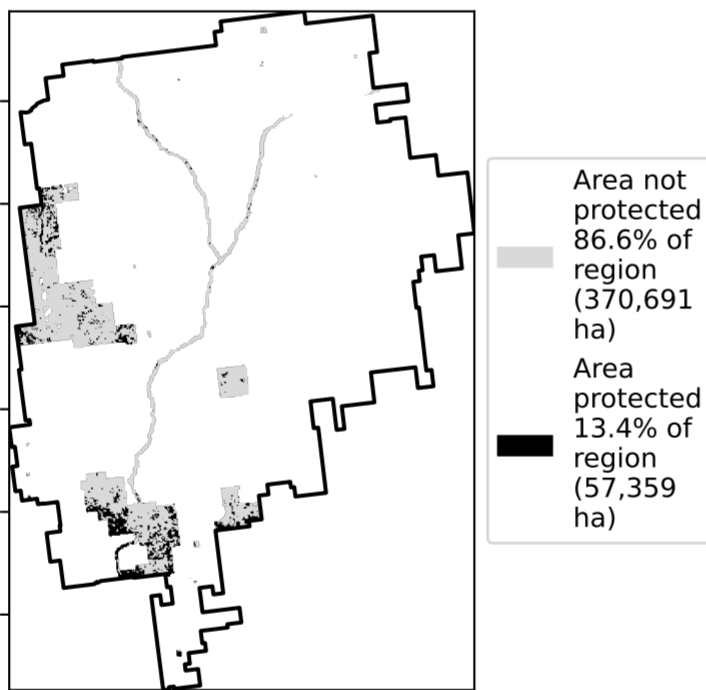 Area not
protected
86.6% of
region
(370,691
ha)
Area
protected
13.4% of
region
(57,359
ha)